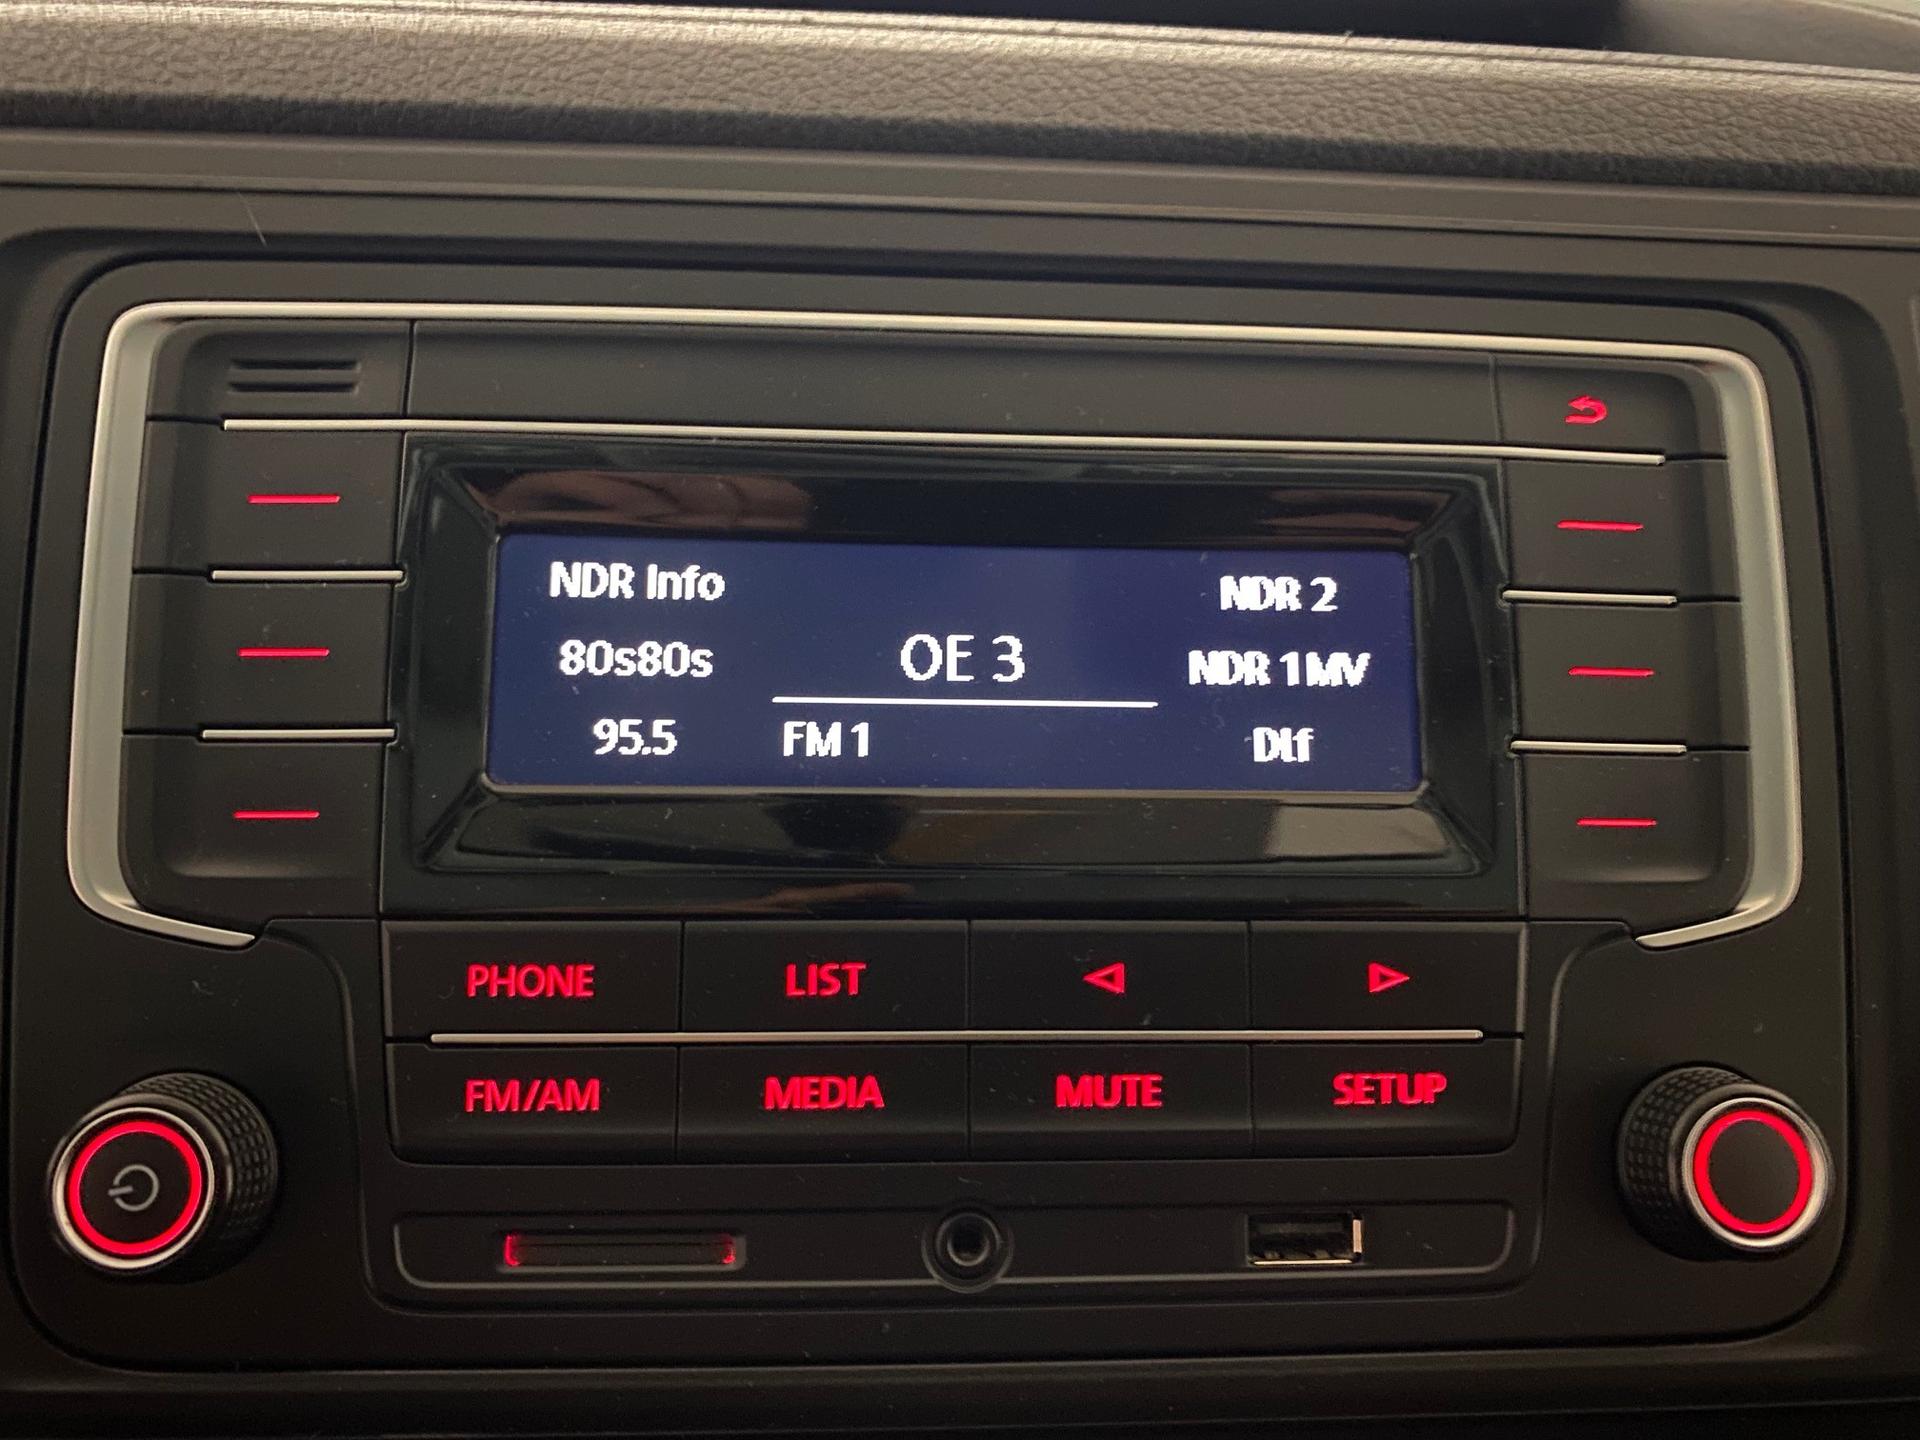 NDR Info
NDR 2
80s80s
OE 3
NDR 1 MV
95.5
FM 1
Dlf
PHONE
LIST
FM/AM
MEDIA
MUTE
SETUP